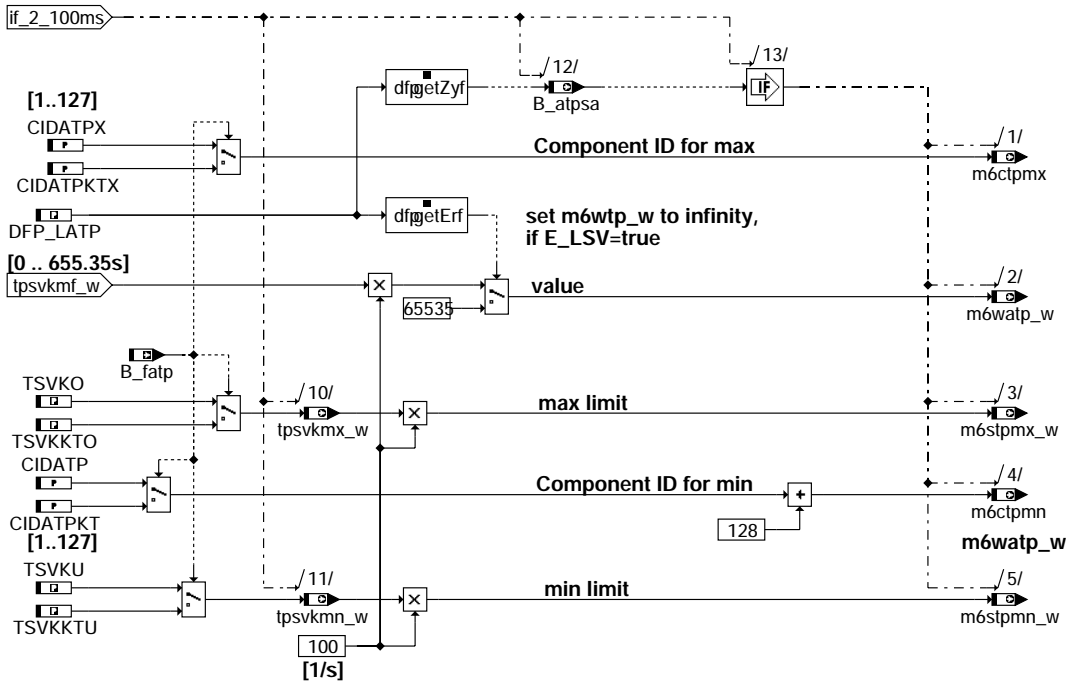 if_2_100ms
/13/
/12/
dfpgetZyf
B_atpsa
IF
[1..127]
CIDATPX
CIDATPKTX
Component ID for max
/1/
m6ctpmx
DFP_LATP
dfpgetErf
set m6wtp_w to infinity,
if E_LSV=true
[0 .. 655.35s]
tpsvkmf_w
65535
value
/2/
m6watp_w
B_fatp
TSVKO
TSVKKTO
/10/
tpsvkmx_w
max limit
/3/
m6stpmx_w
CIDATP
CIDATPKT
[1..127]
Component ID for min
128
/4/
m6ctpmn
m6watp_w
TSVKU
TSVKKTU
/11/
tpsvkmn_w
min limit
/5/
m6stpmn_w
100
[1/s]